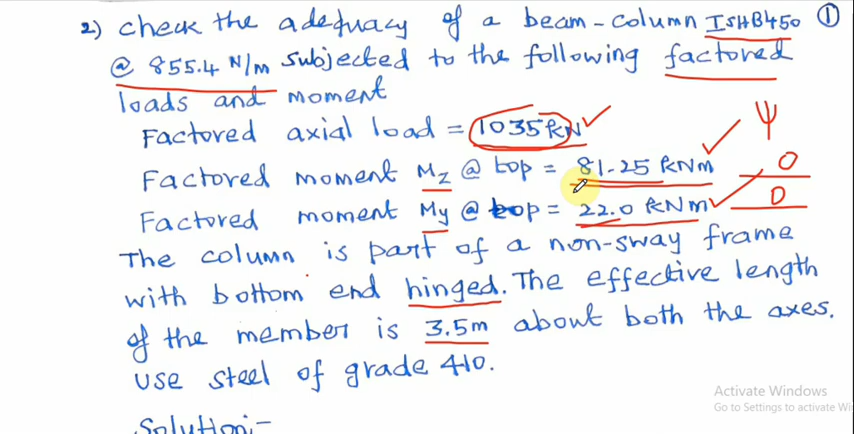 2) check the adequacy of a beam-column ISHB450 ①
@ 855.4 N/m subjected to the following factored
loads and moment
Factored axial load = 1035 kN ✓
Factored moment Mz @ top = 81.25 kNm ✓
Factored moment My @ top = 22.0 kNm ✓
ψ
0
0
The column is part of a non-sway frame
with bottom end hinged. The effective length
of the member is 3.5m about both the axes.
use steel of grade 410.
Solution:-
Activate Windows
Go to Settings to activate Wi